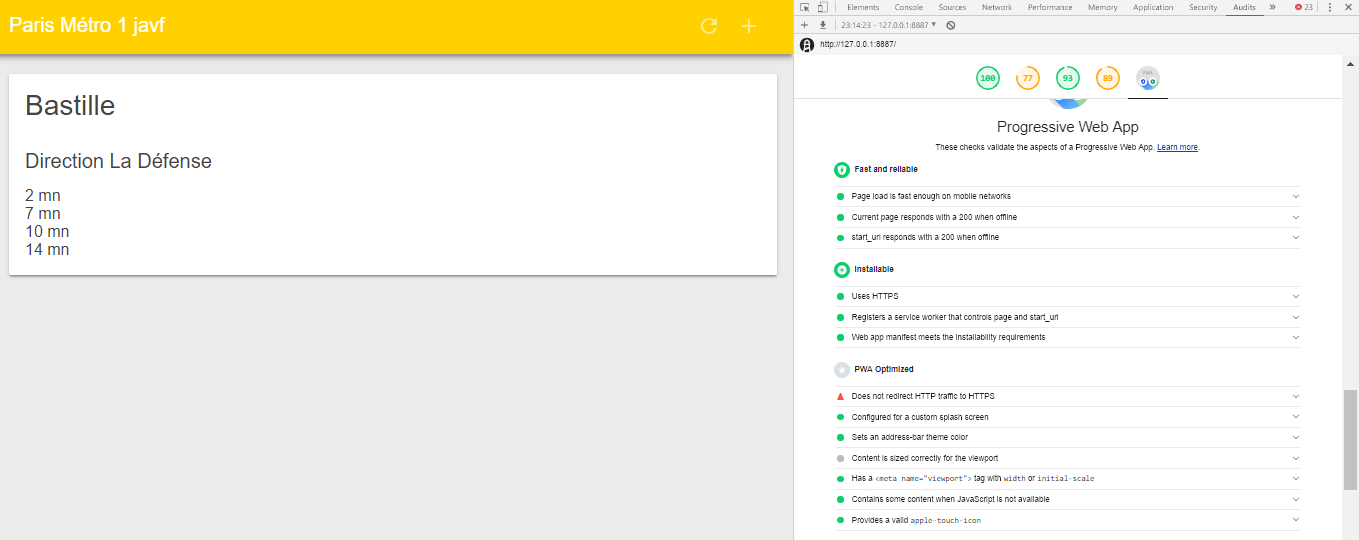 Paris Métro 1 javf
Bastille
Direction La Défense
2 mn
7 mn
10 mn
14 mn
Elements Console Sources Network Performance Memory Application Security Audits » 23
23:14:23 - 127.0.0.1:8887
http://127.0.0.1:8887/
100 77 93 89
Progressive Web App
These checks validate the aspects of a Progressive Web App. Learn more.
Fast and reliable
Page load is fast enough on mobile networks
Current page responds with a 200 when offline
start_url responds with a 200 when offline
Installable
Uses HTTPS
Registers a service worker that controls page and start_url
Web app manifest meets the installability requirements
PWA Optimized
Does not redirect HTTP traffic to HTTPS
Configured for a custom splash screen
Sets an address-bar theme color
Content is sized correctly for the viewport
Has a <meta name="viewport"> tag with width or initial-scale
Contains some content when JavaScript is not available
Provides a valid apple-touch-icon